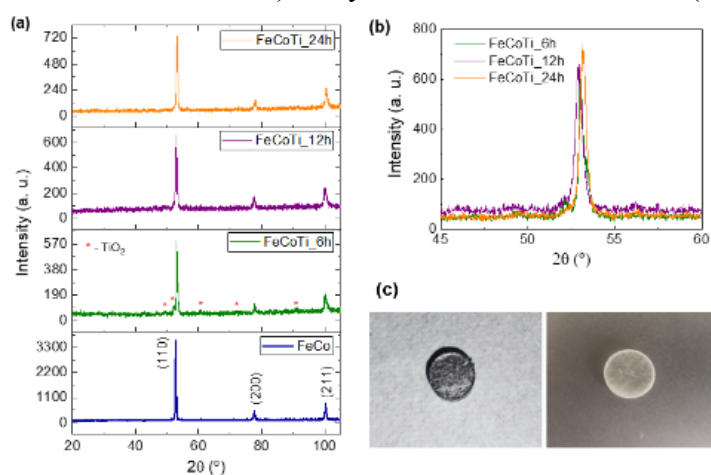 (a)
FeCoTi_24h
720
480
240
0
FeCoTi_12h
600
400
200
0
FeCoTi_6h
* - TiO2
570
380
190
0
FeCo
3300
2200
1100
0
(110)
(200)
(211)
20 40 60 80 100
2θ (°)
Intensity (a. u.)
(b)
FeCoTi_6h
FeCoTi_12h
FeCoTi_24h
800
600
400
200
0
45 50 55 60
2θ (°)
Intensity (a. u.)
(c)